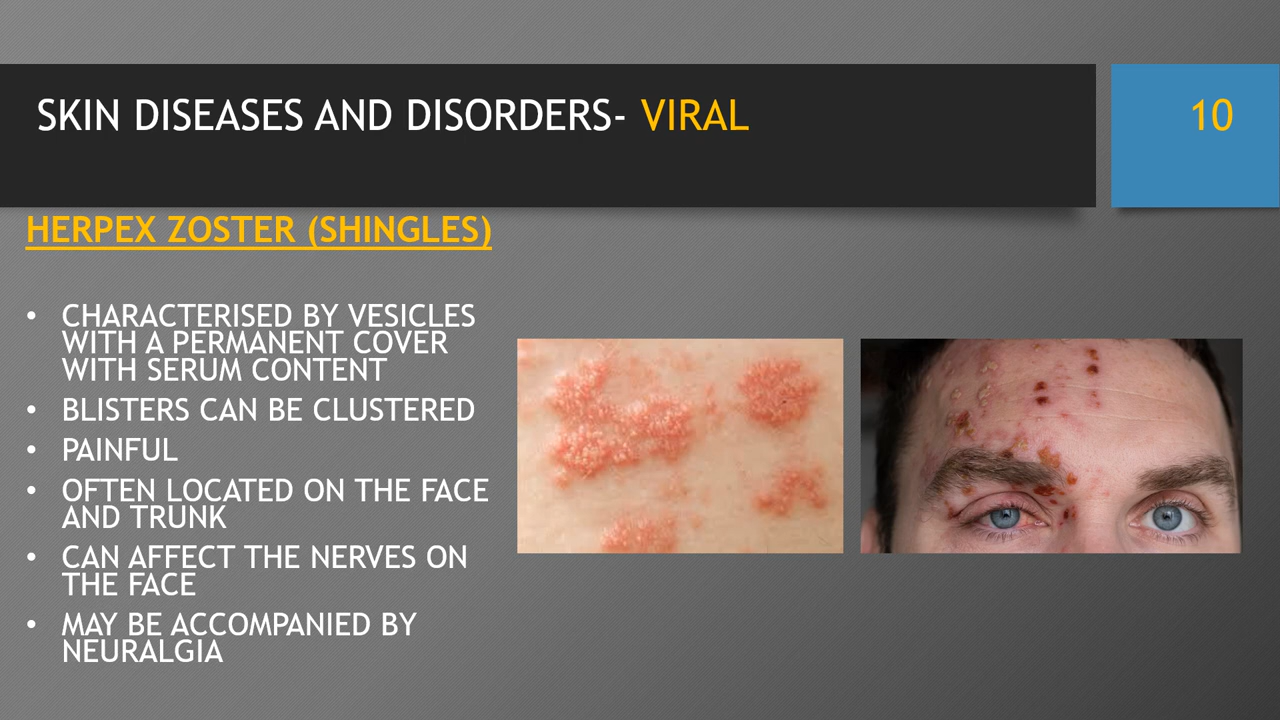 SKIN DISEASES AND DISORDERS- VIRAL
10
HERPEX ZOSTER (SHINGLES)
• CHARACTERISED BY VESICLES
WITH A PERMANENT COVER
WITH SERUM CONTENT
• BLISTERS CAN BE CLUSTERED
• PAINFUL
• OFTEN LOCATED ON THE FACE
AND TRUNK
• CAN AFFECT THE NERVES ON
THE FACE
• MAY BE ACCOMPANIED BY
NEURALGIA